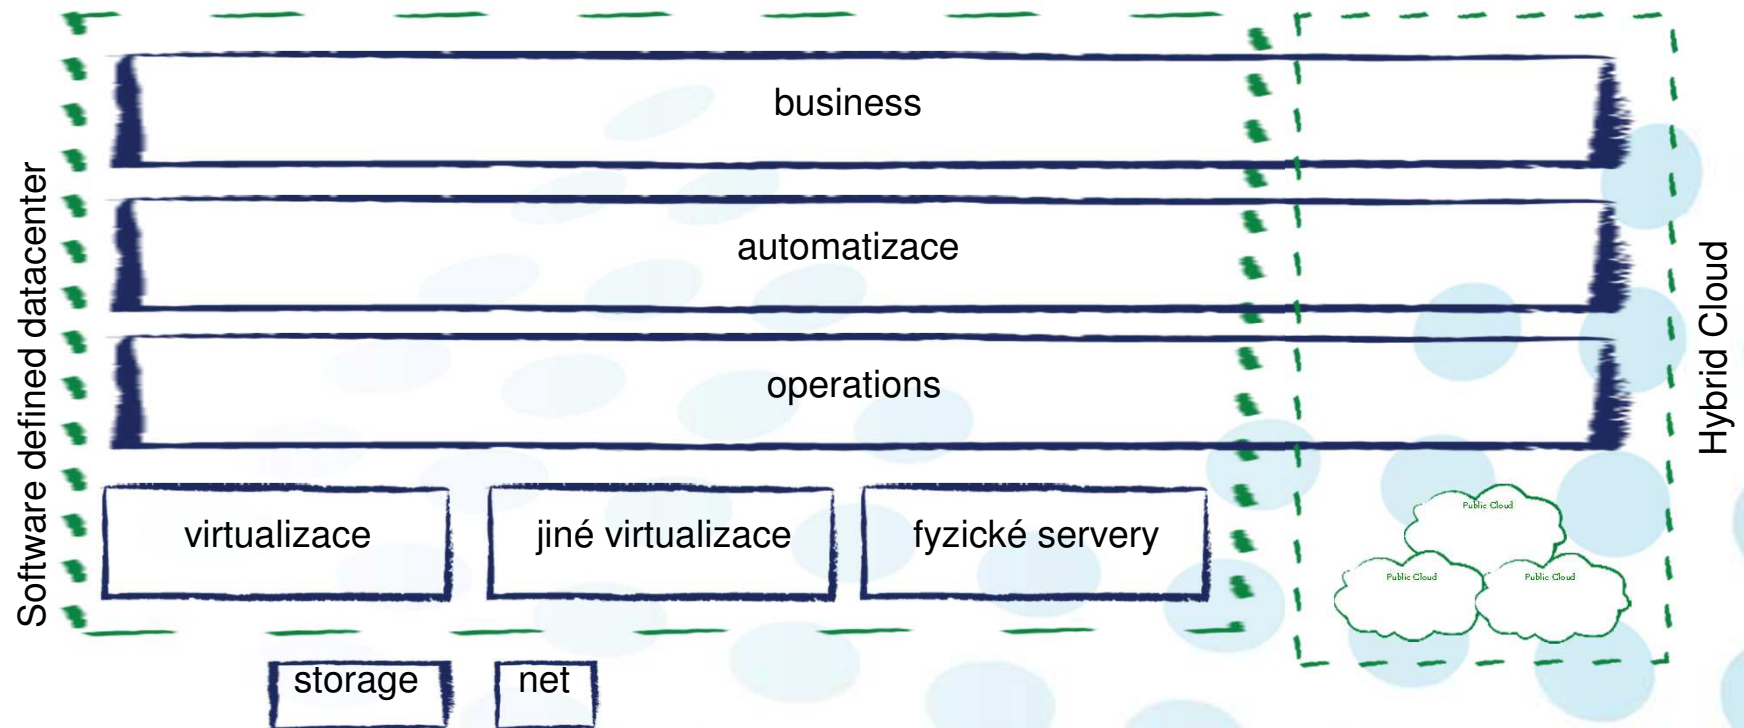 Software defined datacenter
business
automatizace
operations
virtualizace
jiné virtualizace
fyzické servery
storage
net
Hybrid Cloud
Public Cloud
Public Cloud
Public Cloud